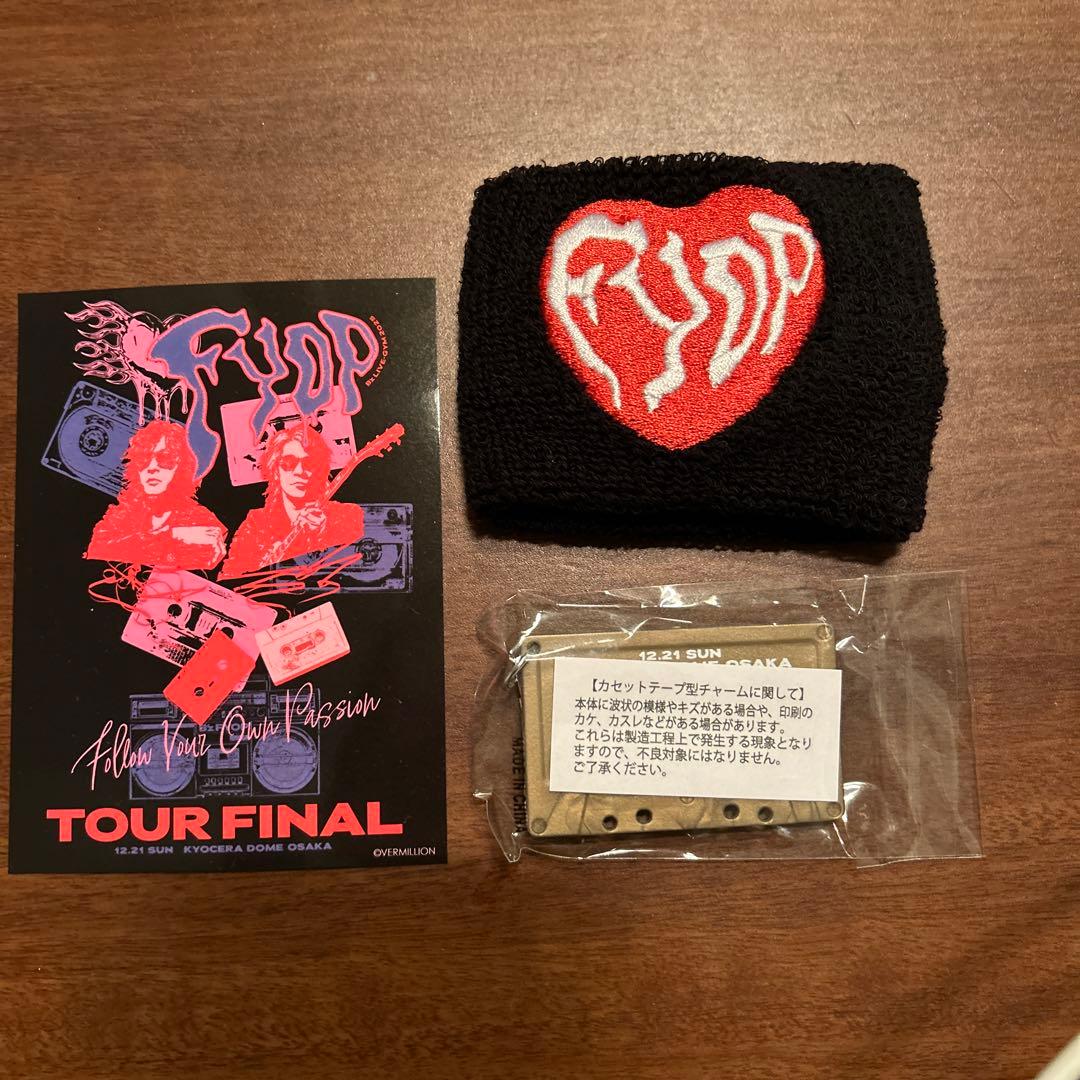 FYOP
B'z LIVE-GYM2025
Follow Your Own Passion
TOUR FINAL
12.21 SUN KYOCERA DOME OSAKA
©VERMILLION
FYOP
12.21 SUN
DOME OSAKA
【カセットテープ型チャームに関して】
本体に波状の模様やキズがある場合や、印刷の
カケ、カスレなどがある場合があります。
これらは製造工程上で発生する現象となり
ますので、不良対象にはなりません。
ご了承ください。
MADE IN CHINA